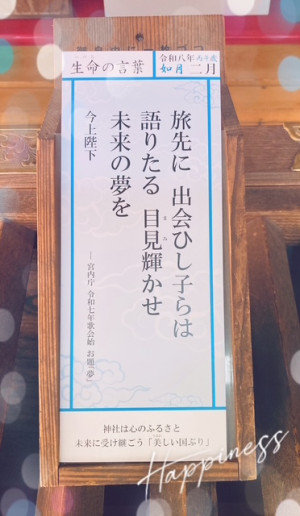 生命の言葉
令和八年 丙午歳
如月 二月
旅先に 出会ひし子らは
語りたる 目見輝かせ
未来の夢を
今上陛下
― 宮内庁 令和七年歌会始 お題「夢」
神社は心のふるさと
未来に受け継ごう「美しい国ぶり」
Happiness